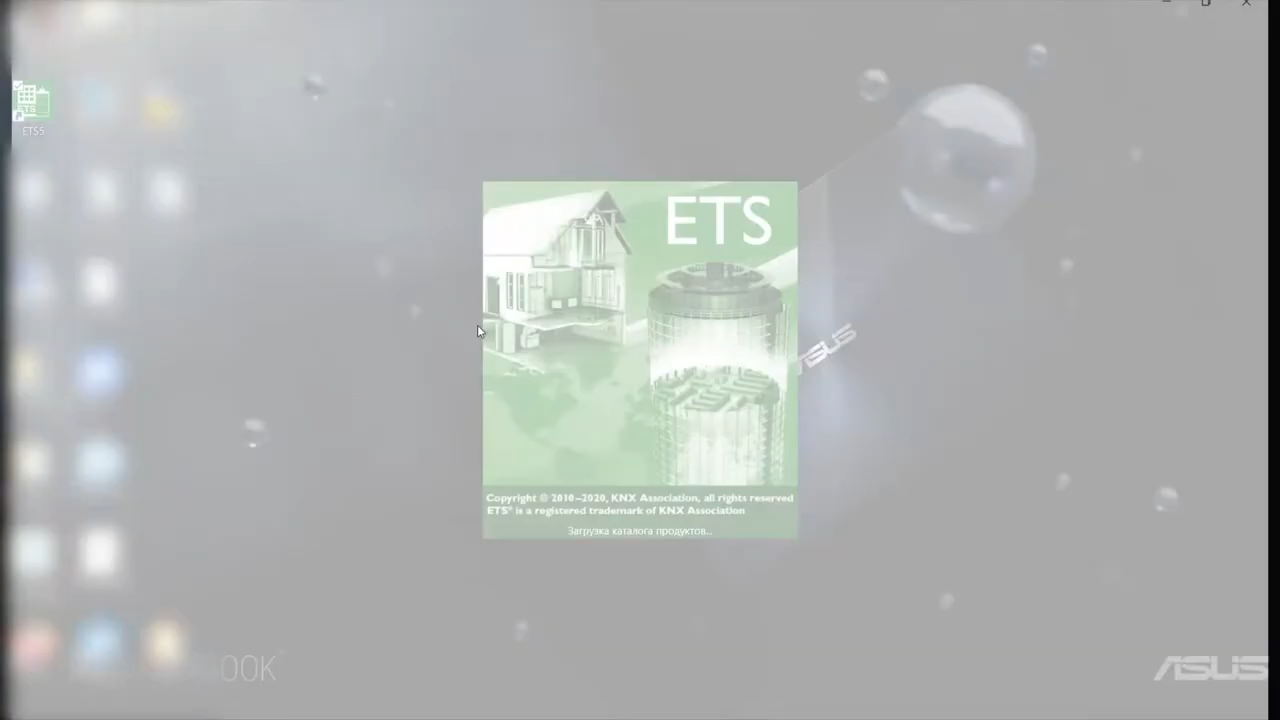 ETS
ETS5
ETS
ASUS
Copyright © 2010–2020, KNX Association, all rights reserved
ETS® is a registered trademark of KNX Association
Загрузка каталога продуктов...
OOK
ASUS